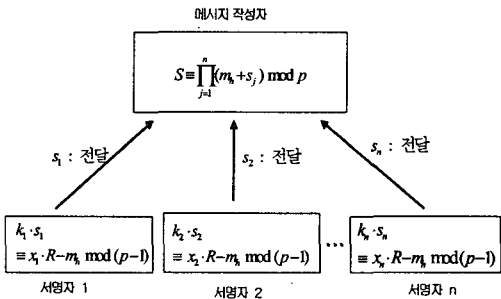 메시지 작성자
S ≡ ∏_{j=1}^{n} (m_h + s_j) mod p
s_1 : 전달
s_2 : 전달
s_n : 전달
k_1 · s_1
≡ x_1 · R − m_h mod (p−1)
k_2 · s_2
≡ x_2 · R − m_h mod (p−1)
...
k_n · s_n
≡ x_n · R − m_h mod (p−1)
서명자 1
서명자 2
서명자 n